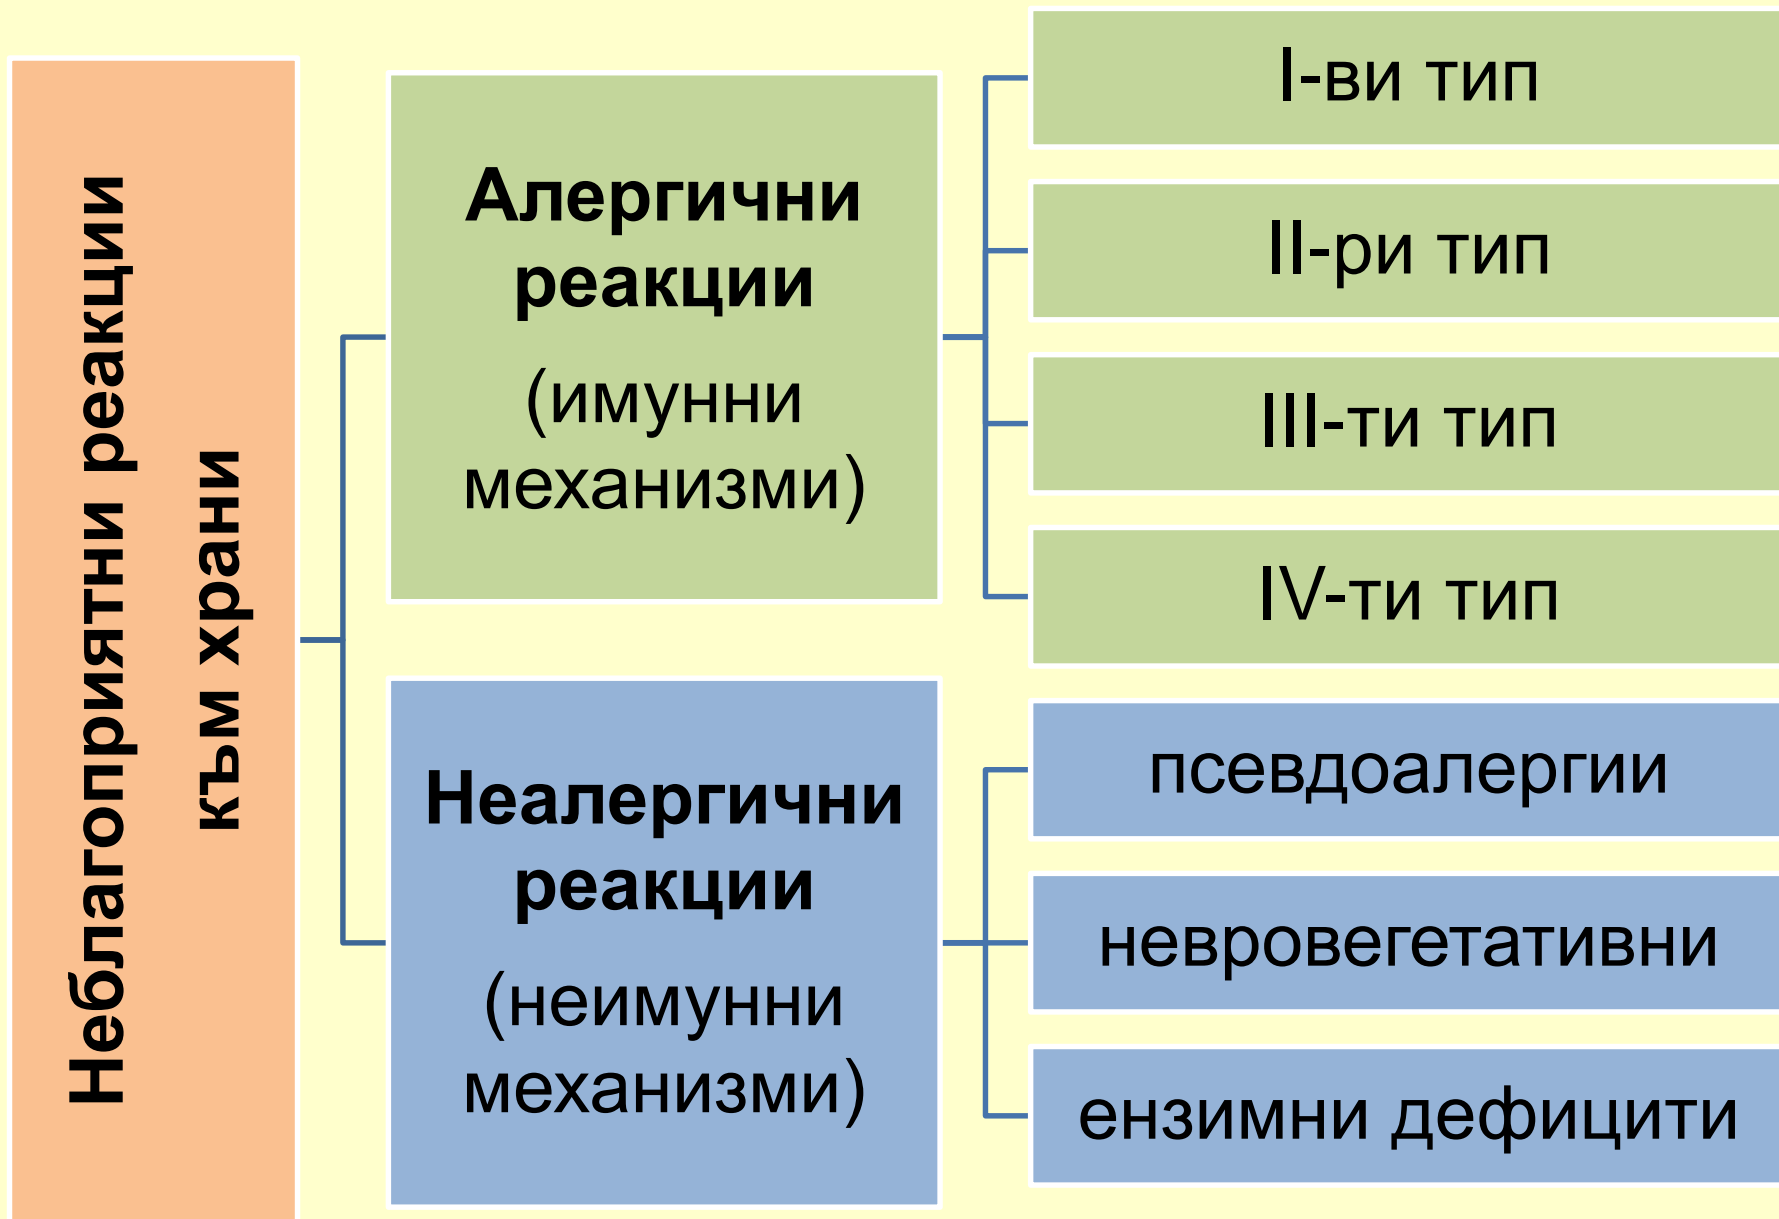 Неблагоприятни реакции
към храни
Алергични
реакции
(имунни
механизми)
I-ви тип
II-ри тип
III-ти тип
IV-ти тип
Неалергични
реакции
(неимунни
механизми)
псевдоалергии
невровегетативни
ензимни дефицити